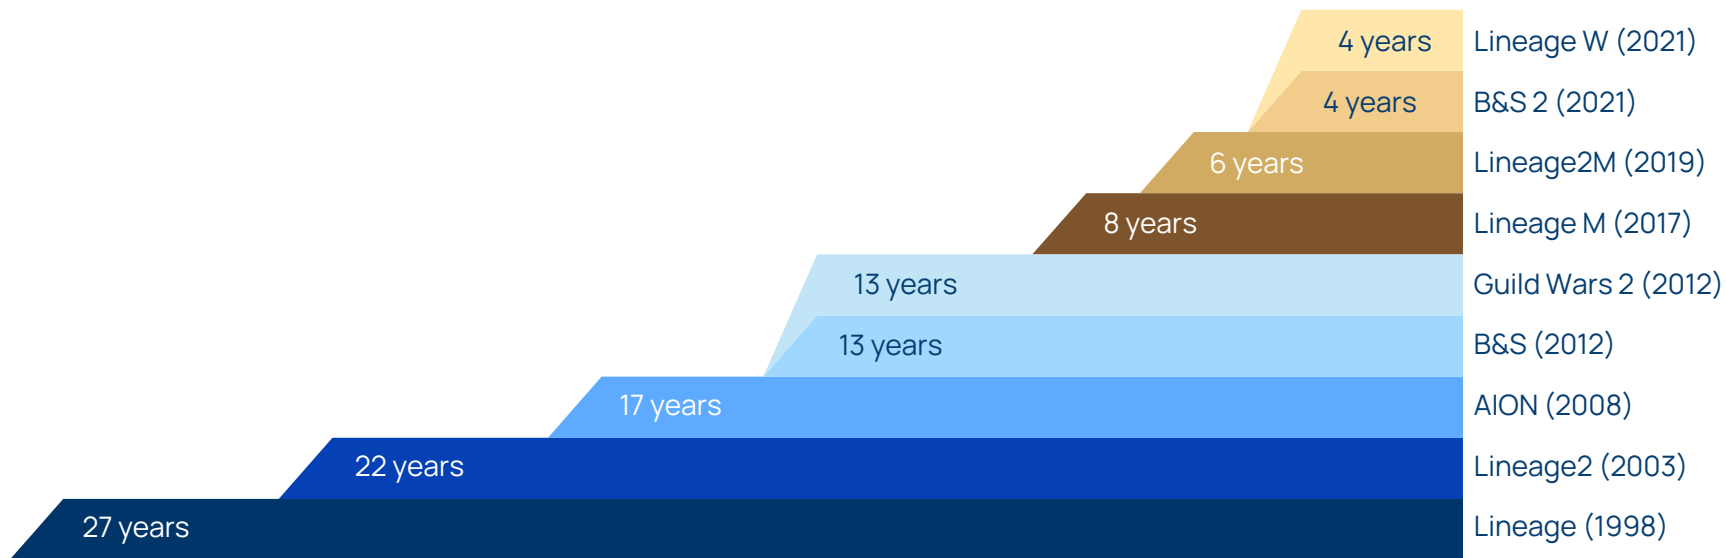 4 years Lineage W (2021)
4 years B&S 2 (2021)
6 years Lineage2M (2019)
8 years Lineage M (2017)
13 years Guild Wars 2 (2012)
13 years B&S (2012)
17 years AION (2008)
22 years Lineage2 (2003)
27 years Lineage (1998)